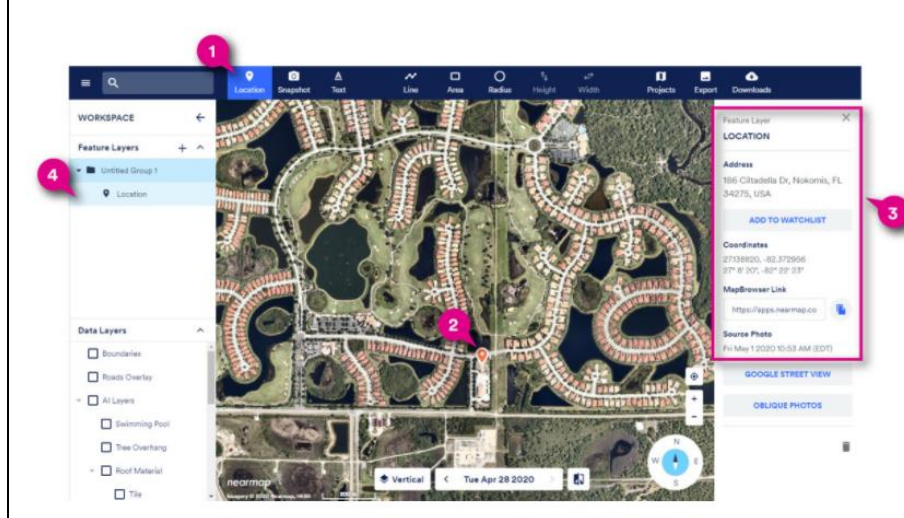 1
Location Snapshot Text Line Area Radius Height Width Projects Export Downloads
WORKSPACE
Feature Layers
Untitled Group 1
4
Location
Feature Layer
LOCATION
Address
186 Cittadella Dr, Nokomis, FL
34275, USA
ADD TO WATCHLIST
3
Coordinates
27.138820, -82.372956
27° 8' 20", -82° 22' 23"
MapBrowser Link
https://apps.nearmap.co
Source Photo
Fri May 1 2020 10:53 AM (EDT)
GOOGLE STREET VIEW
OBLIQUE PHOTOS
2
Data Layers
Boundaries
Roads Overlay
AI Layers
Swimming Pool
Tree Overhang
Roof Material
Tile
N
W E
S
nearmap
Vertical
Tue Apr 28 2020